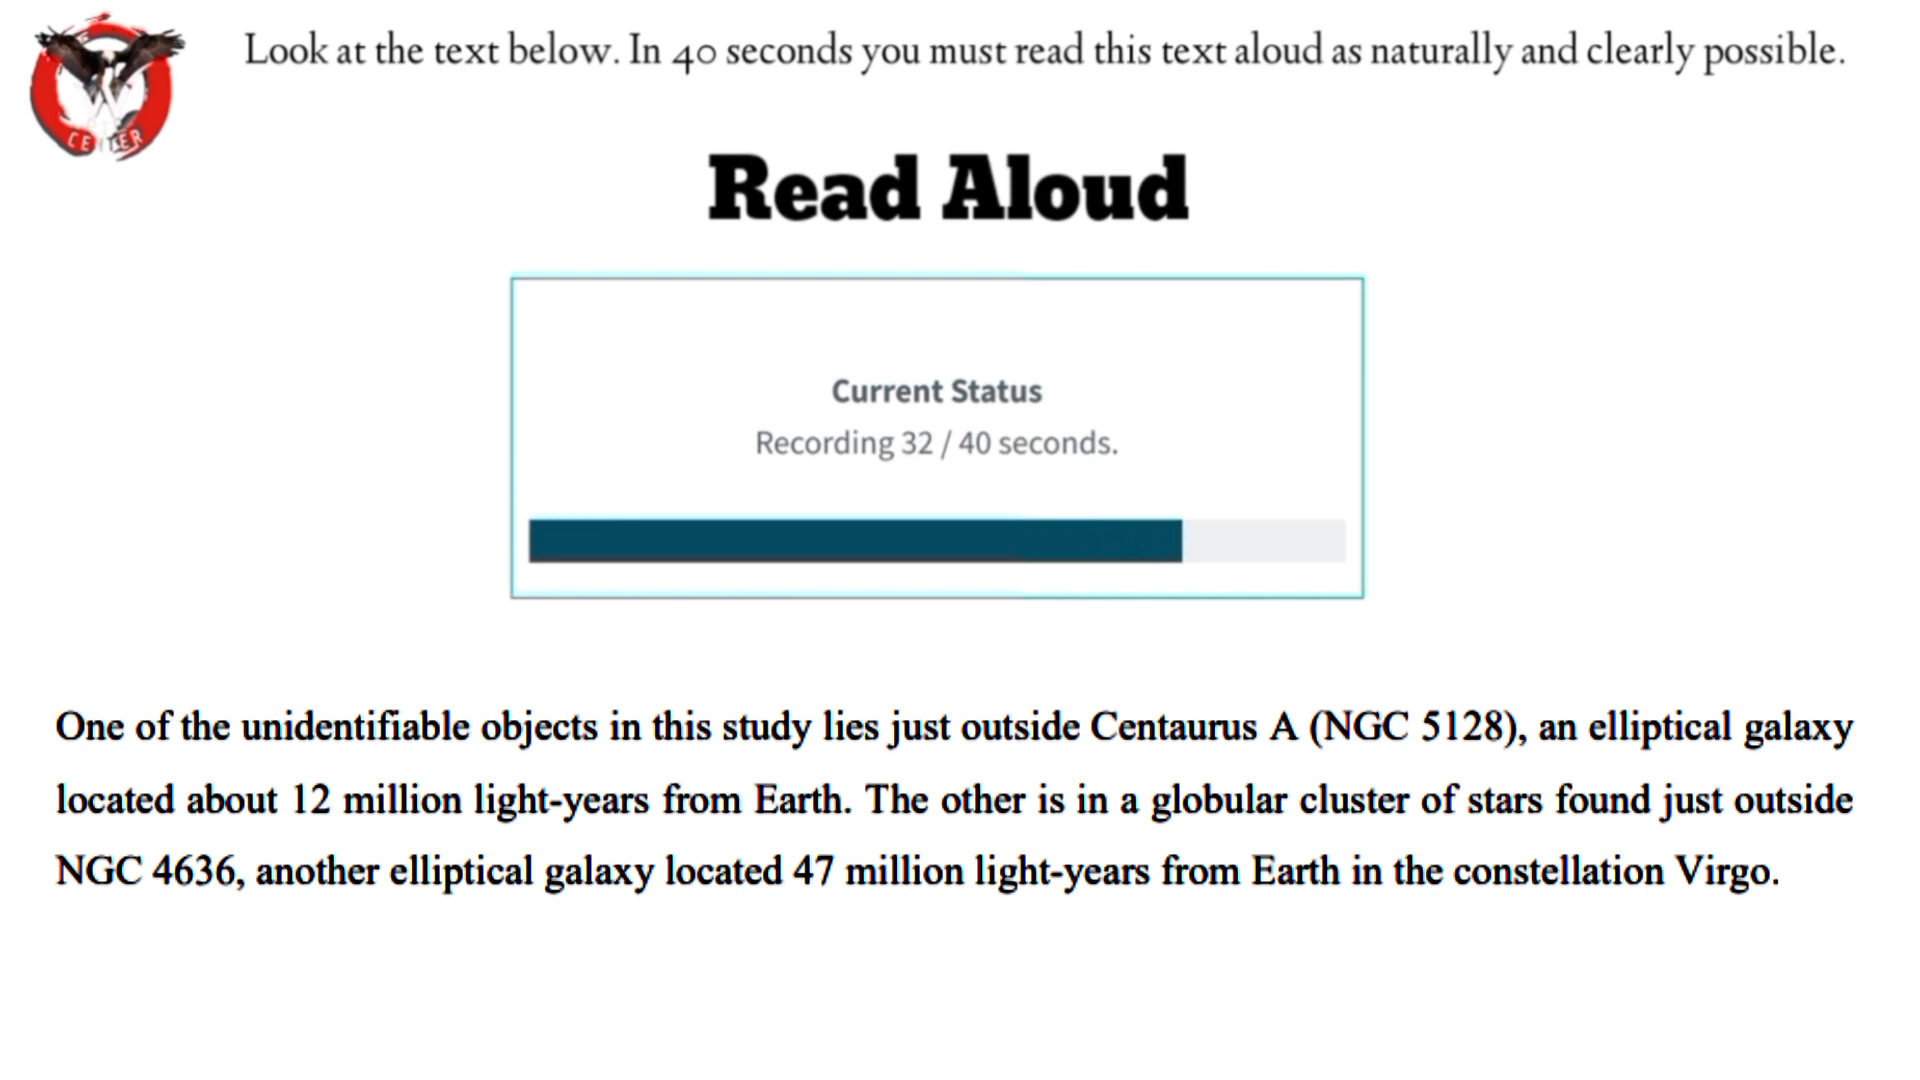 Look at the text below. In 40 seconds you must read this text aloud as naturally and clearly possible.
CENTER
Read Aloud
Current Status
Recording 32 / 40 seconds.
One of the unidentifiable objects in this study lies just outside Centaurus A (NGC 5128), an elliptical galaxy
located about 12 million light-years from Earth. The other is in a globular cluster of stars found just outside
NGC 4636, another elliptical galaxy located 47 million light-years from Earth in the constellation Virgo.